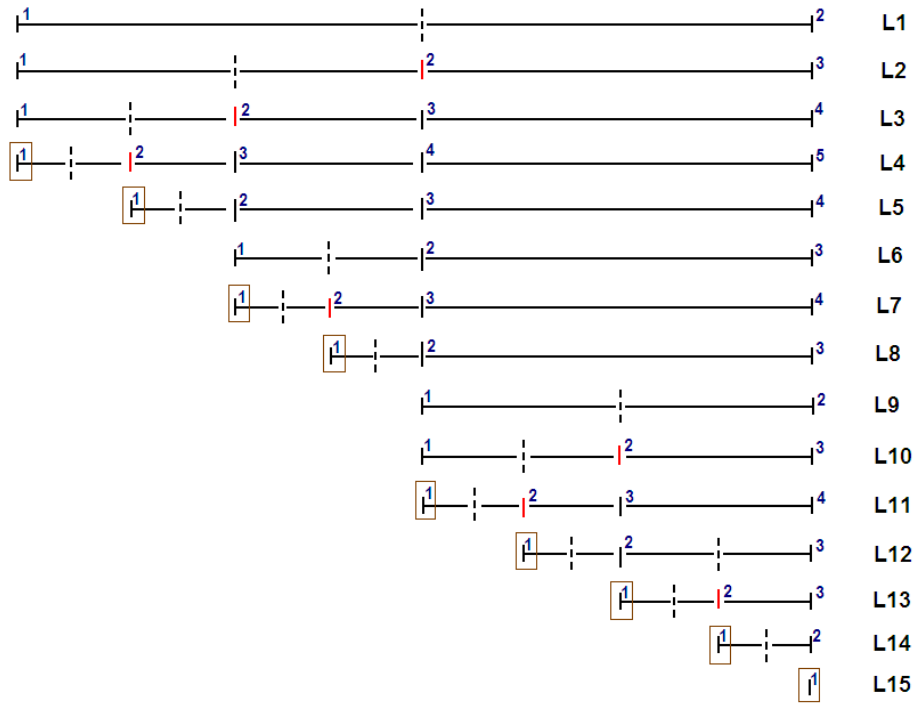 1 2 L1
1 2 3 L2
1 2 3 4 L3
1 2 3 4 5 L4
1 2 3 4 L5
1 2 3 L6
1 2 3 4 L7
1 2 3 L8
1 2 L9
1 2 3 L10
1 2 3 4 L11
1 2 3 L12
1 2 3 L13
1 2 L14
1 L15